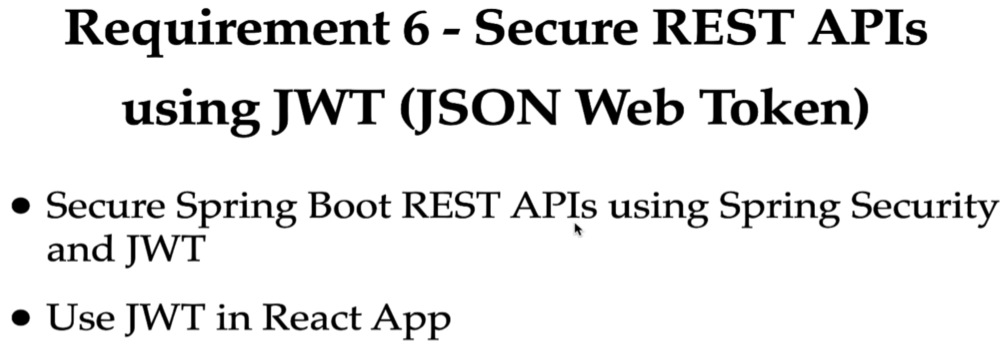 Requirement 6 - Secure REST APIs
using JWT (JSON Web Token)
• Secure Spring Boot REST APIs using Spring Security
and JWT
• Use JWT in React App